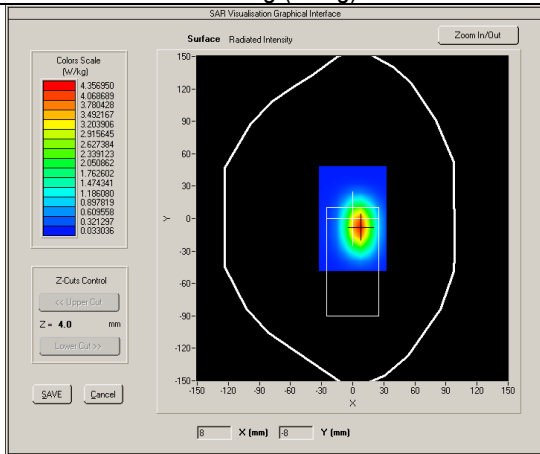 SAR Visualisation Graphical Interface
Surface Radiated Intensity
Zoom In/Out
Colors Scale
(W/kg)
4.356950
4.068689
3.780428
3.492167
3.203906
2.915645
2.627384
2.339123
2.050862
1.762602
1.474341
1.186080
0.897819
0.609558
0.321297
0.033036
150-
120-
90-
60-
30-
0-
-30-
-60-
-90-
-120-
-150-
Y
-150 -120 -90 -60 -30 0 30 60 90 120 150
X
Z-Cuts Control
<< Upper Cut
Z = 4.0 mm
Lower Cut >>
SAVE Cancel
8 X (mm) -8 Y (mm)